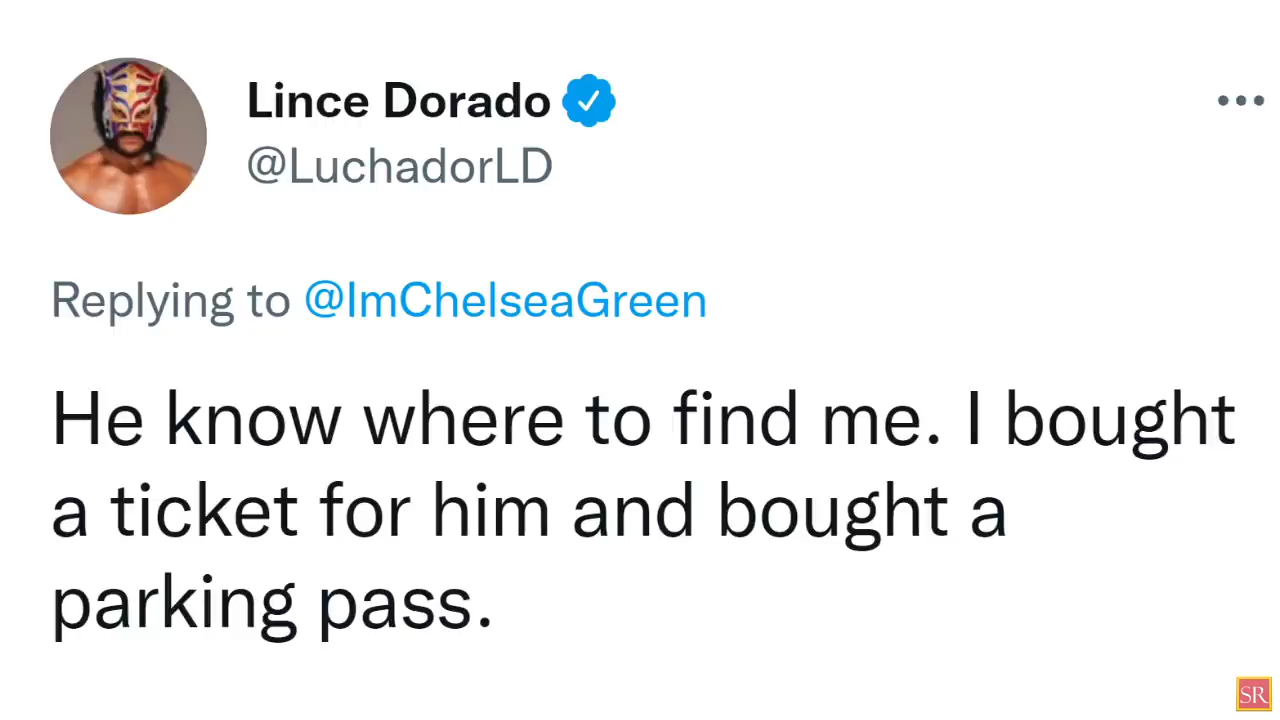 Lince Dorado
@LuchadorLD
Replying to @ImChelseaGreen
He know where to find me. I bought
a ticket for him and bought a
parking pass.
SR